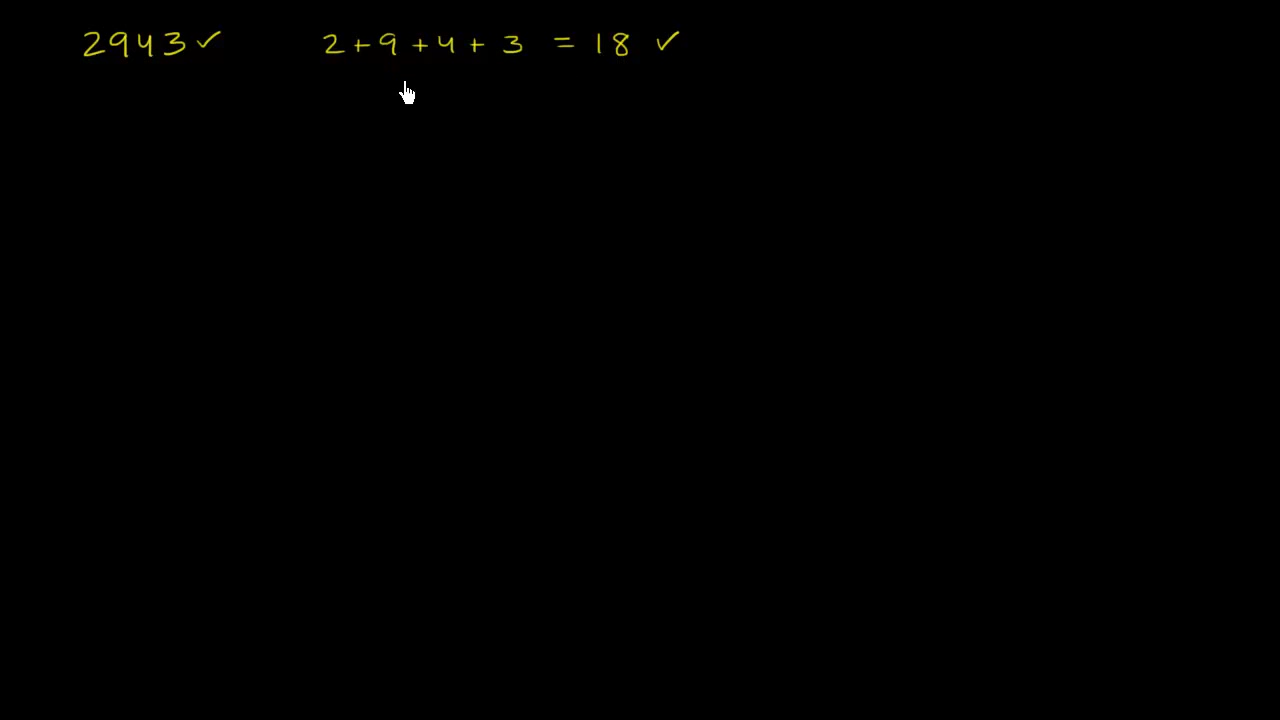 2943 ✓ 2+9+4+3 = 18 ✓